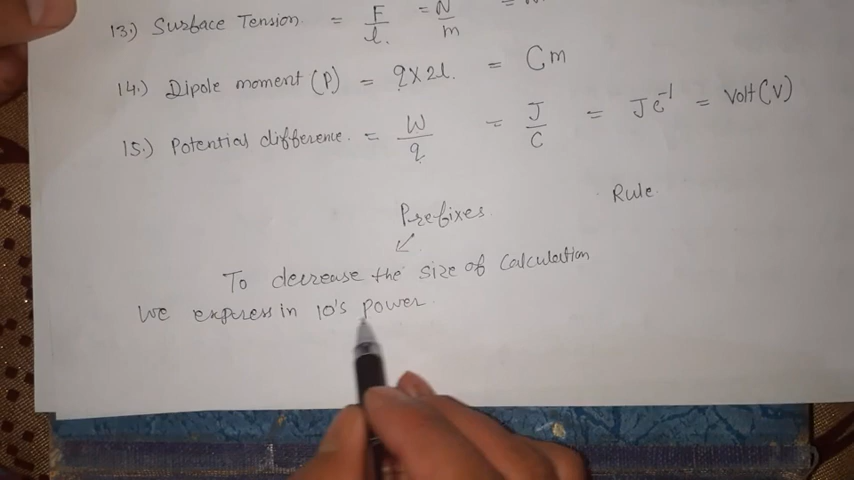 13.) Surface Tension = F/l. = N/m =
14.) Dipole moment (P) = q×2l. = Cm
15.) Potential difference. = W/q = J/C = JC⁻¹ = Volt(V)
Prefixes. Rule.
↙
To decrease the size of Calculation
We express in 10's power.